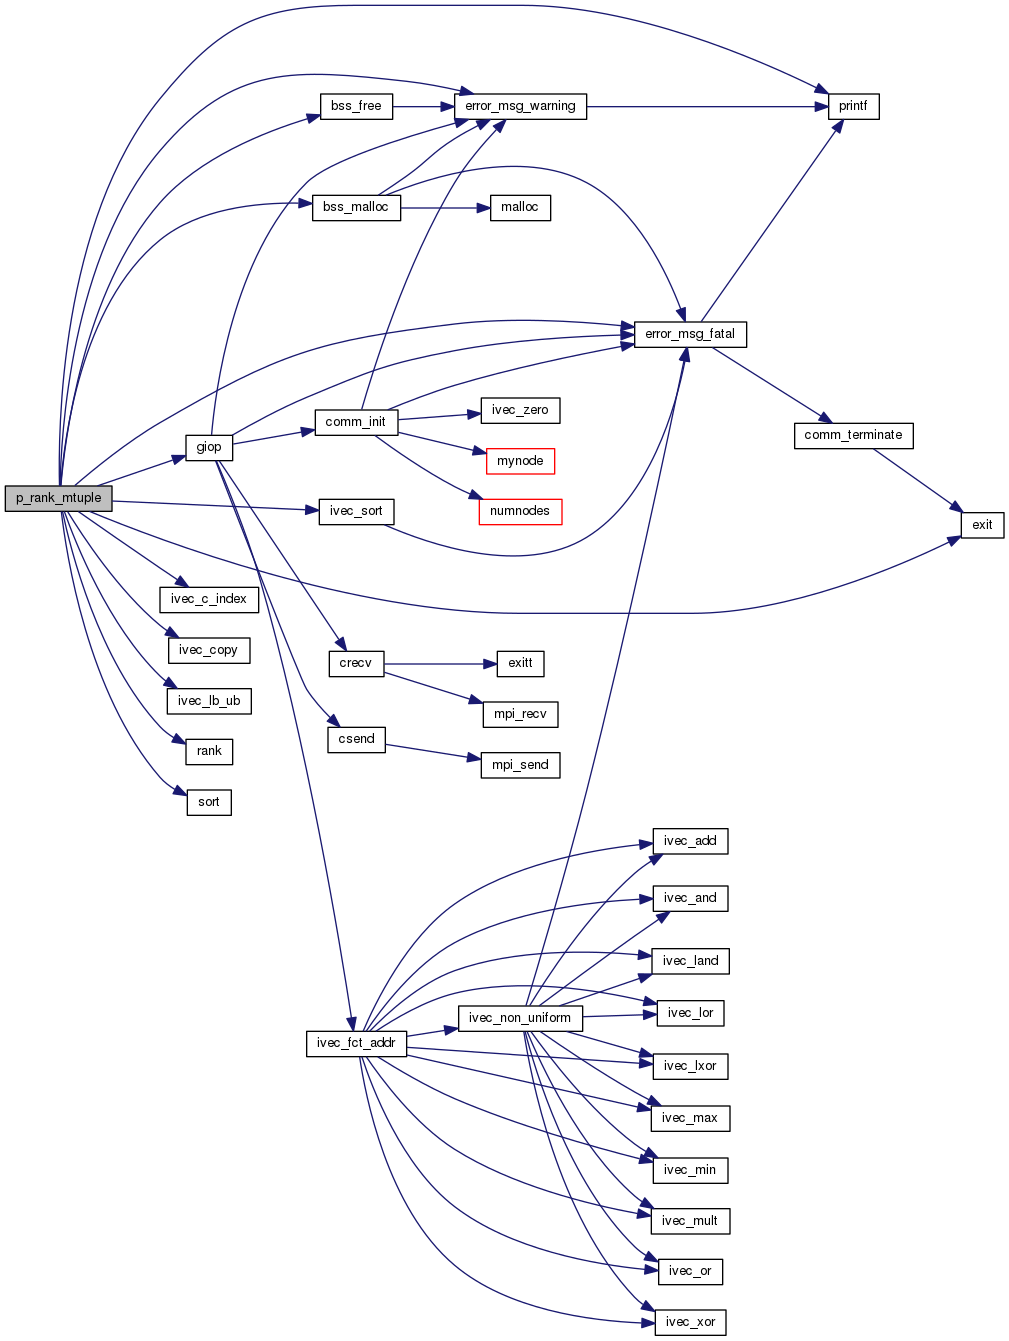 bss_free
error_msg_warning
printf
bss_malloc
malloc
error_msg_fatal
ivec_zero
comm_init
comm_terminate
giop
mynode
p_rank_mtuple
ivec_sort
numnodes
exit
ivec_c_index
ivec_copy
crecv
exitt
ivec_lb_ub
mpi_recv
csend
rank
mpi_send
sort
ivec_add
ivec_and
ivec_land
ivec_lor
ivec_non_uniform
ivec_fct_addr
ivec_lxor
ivec_max
ivec_min
ivec_mult
ivec_or
ivec_xor